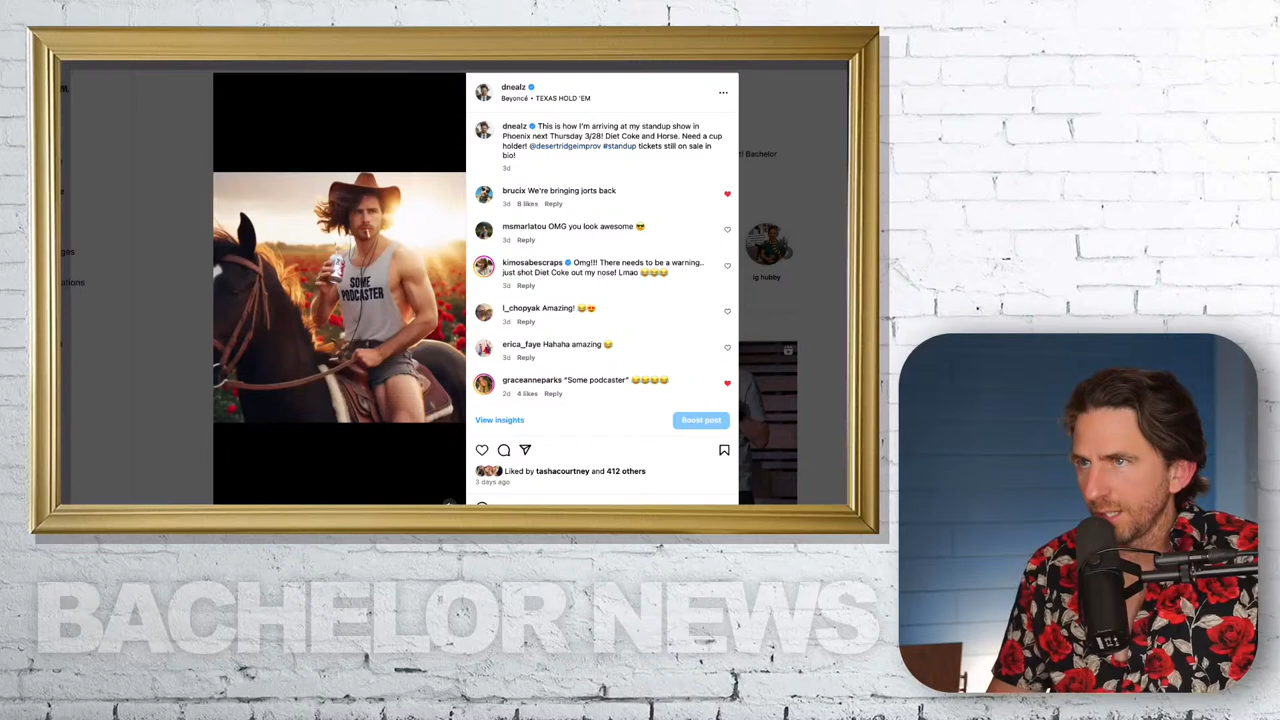 dnealz
Beyoncé • TEXAS HOLD 'EM
dnealz This is how I'm arriving at my standup show in
Phoenix next Thursday 3/28! Diet Coke and Horse. Need a cup
holder! @desertridgeimprov #standup tickets still on sale in
bio!
3d
brucix We're bringing jorts back
3d 8 likes Reply
msmarlatou OMG you look awesome 😎
3d Reply
kimosabescraps Omg!!! There needs to be a warning..
just shot Diet Coke out my nose! Lmao 😂😂😂
3d Reply
l_chopyak Amazing! 😂😍
3d Reply
erica_faye Hahaha amazing 😂
3d Reply
graceanneparks "Some podcaster" 😂😂😂😂
2d 4 likes Reply
View insights
Boost post
Liked by tashacourtney and 412 others
3 days ago
SOME
PODCASTER
! Bachelor
ig hubby
BACHELOR NEWS